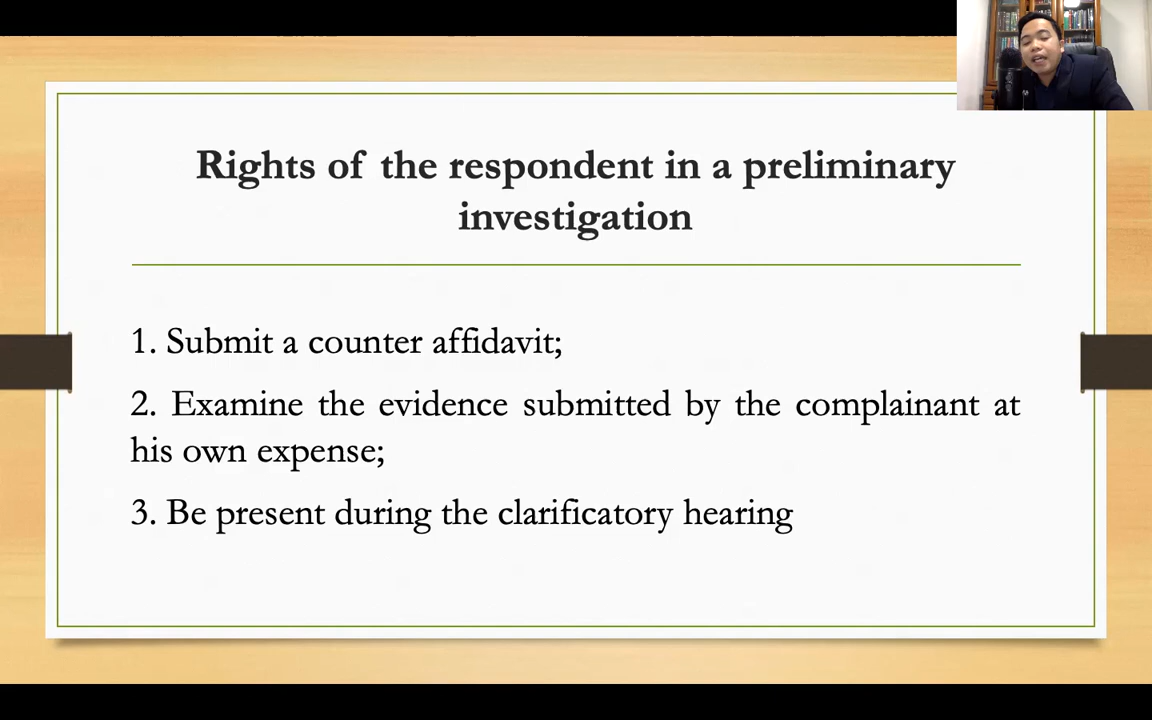 Rights of the respondent in a preliminary
investigation
1. Submit a counter affidavit;
2. Examine the evidence submitted by the complainant at
his own expense;
3. Be present during the clarificatory hearing